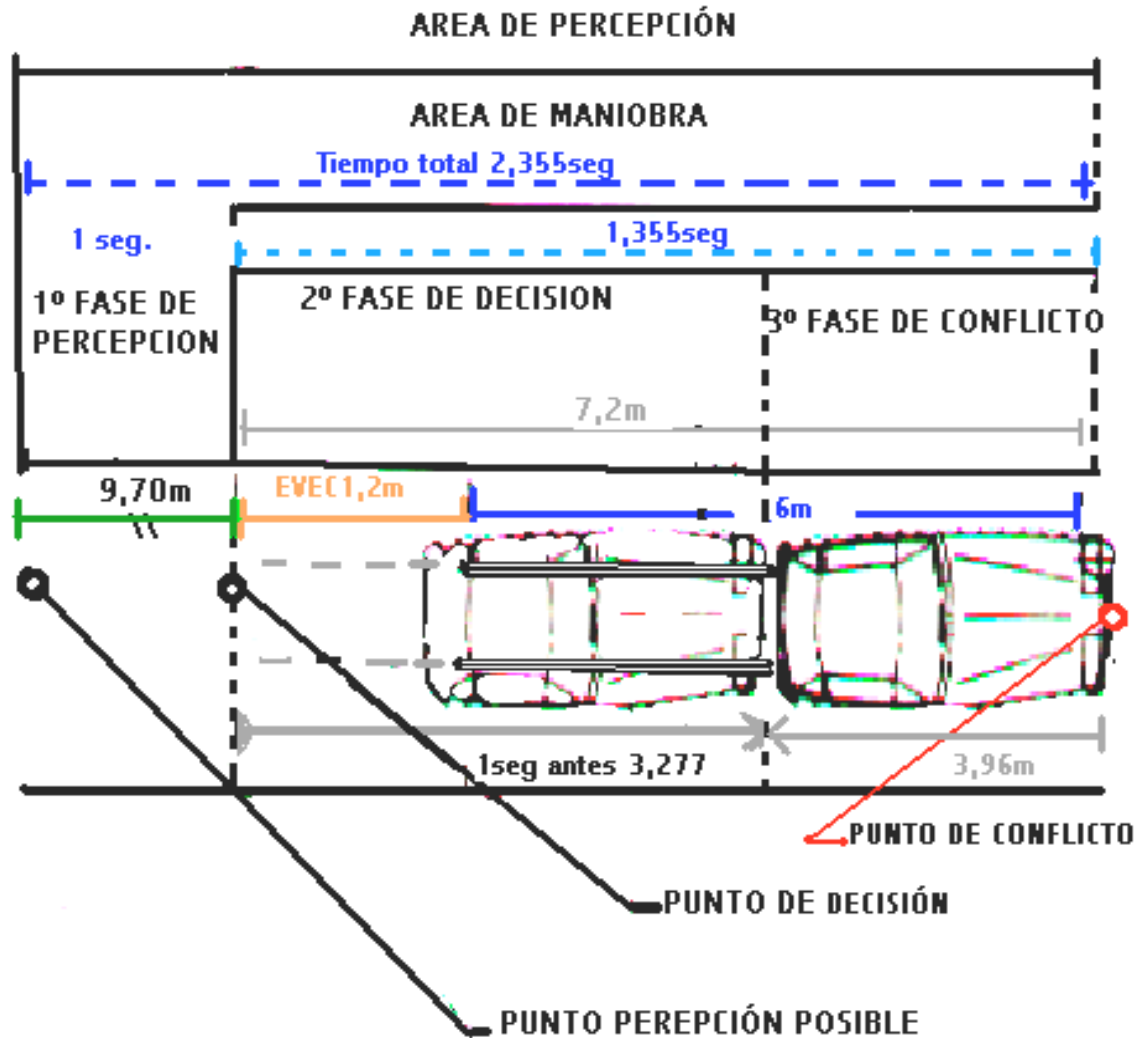 AREA DE PERCEPCIÓN
AREA DE MANIOBRA
Tiempo total 2,355seg
1 seg.
1,355seg
1º FASE DE
PERCEPCION
2º FASE DE DECISION
3º FASE DE CONFLICTO
7,2m
9,70m
EVEC1,2m
6m
1seg antes 3,277
3,96m
PUNTO DE CONFLICTO
PUNTO DE DECISIÓN
PUNTO PEREPCIÓN POSIBLE